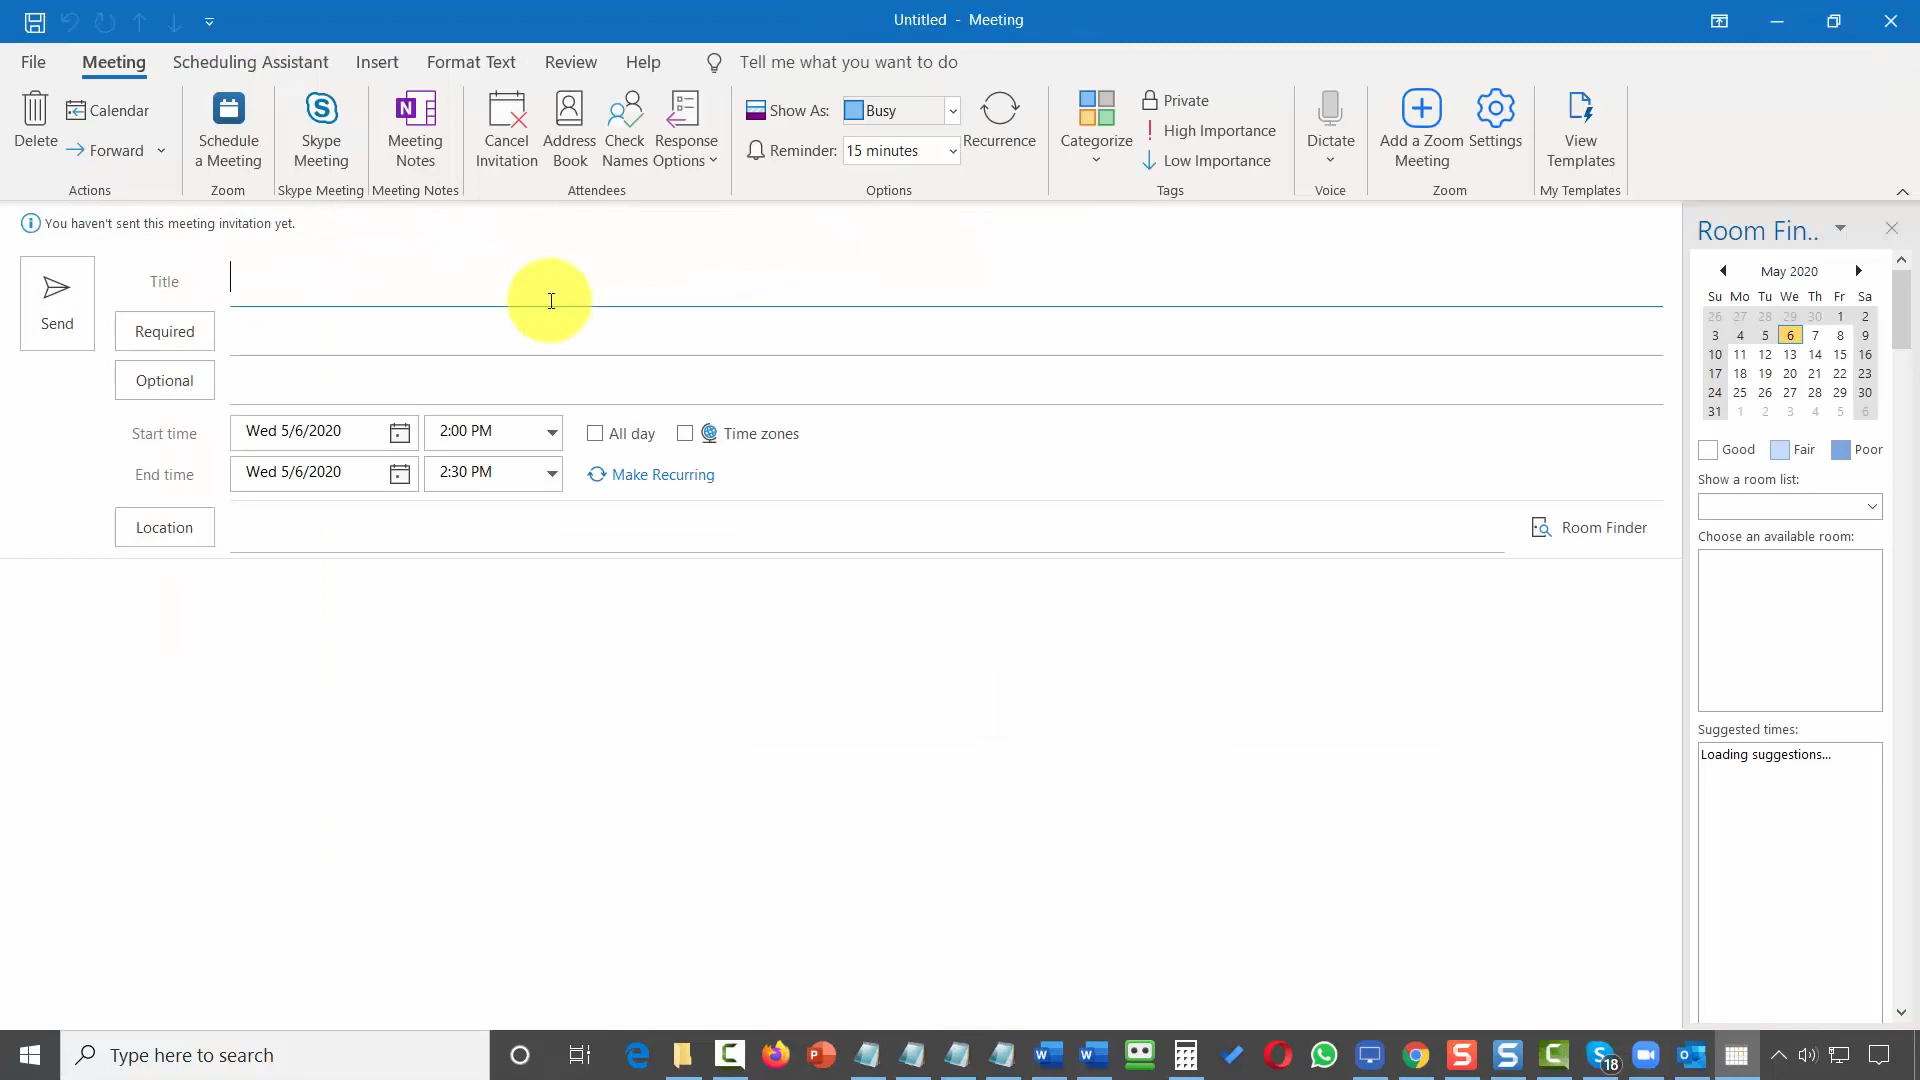 Untitled - Meeting
File Meeting Scheduling Assistant Insert Format Text Review Help Tell me what you want to do
Delete
Calendar
Forward
Actions
Schedule
a Meeting
Zoom
Skype
Meeting
Skype Meeting
Meeting
Notes
Meeting Notes
Cancel
Invitation
Address
Book
Check
Names
Response
Options
Attendees
Show As: Busy
Reminder: 15 minutes
Recurrence
Options
Categorize
Private
High Importance
Low Importance
Tags
Dictate
Voice
Add a Zoom
Meeting
Settings
Zoom
View
Templates
My Templates
You haven't sent this meeting invitation yet.
Send
Title
Required
Optional
Start time Wed 5/6/2020 2:00 PM All day Time zones
End time Wed 5/6/2020 2:30 PM Make Recurring
Location Room Finder
Room Fin..
May 2020
Su Mo Tu We Th Fr Sa
26 27 28 29 30 1 2
3 4 5 6 7 8 9
10 11 12 13 14 15 16
17 18 19 20 21 22 23
24 25 26 27 28 29 30
31 1 2 3 4 5 6
Good Fair Poor
Show a room list:
Choose an available room:
Suggested times:
Loading suggestions...
Type here to search
18